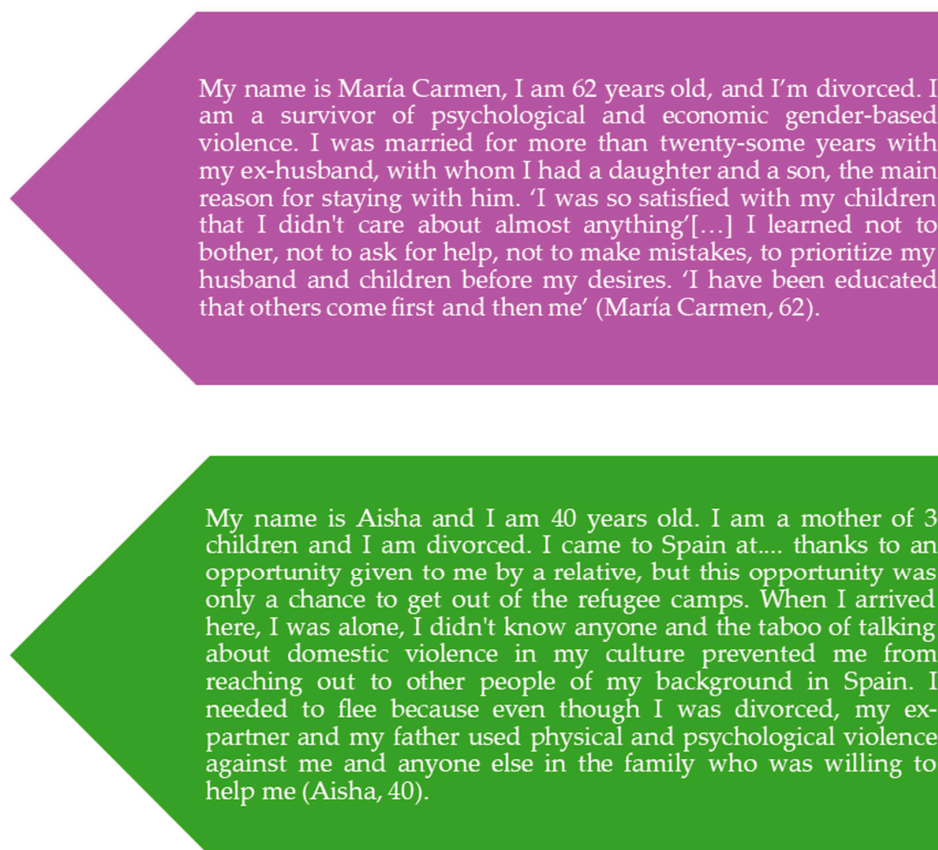 My name is María Carmen, I am 62 years old, and I’m divorced. I
am a survivor of psychological and economic gender-based
violence. I was married for more than twenty-some years with
my ex-husband, with whom I had a daughter and a son, the main
reason for staying with him. ‘I was so satisfied with my children
that I didn't care about almost anything’[…] I learned not to
bother, not to ask for help, not to make mistakes, to prioritize my
husband and children before my desires. ‘I have been educated
that others come first and then me’ (María Carmen, 62).
My name is Aisha and I am 40 years old. I am a mother of 3
children and I am divorced. I came to Spain at.... thanks to an
opportunity given to me by a relative, but this opportunity was
only a chance to get out of the refugee camps. When I arrived
here, I was alone, I didn't know anyone and the taboo of talking
about domestic violence in my culture prevented me from
reaching out to other people of my background in Spain. I
needed to flee because even though I was divorced, my ex-
partner and my father used physical and psychological violence
against me and anyone else in the family who was willing to
help me (Aisha, 40).